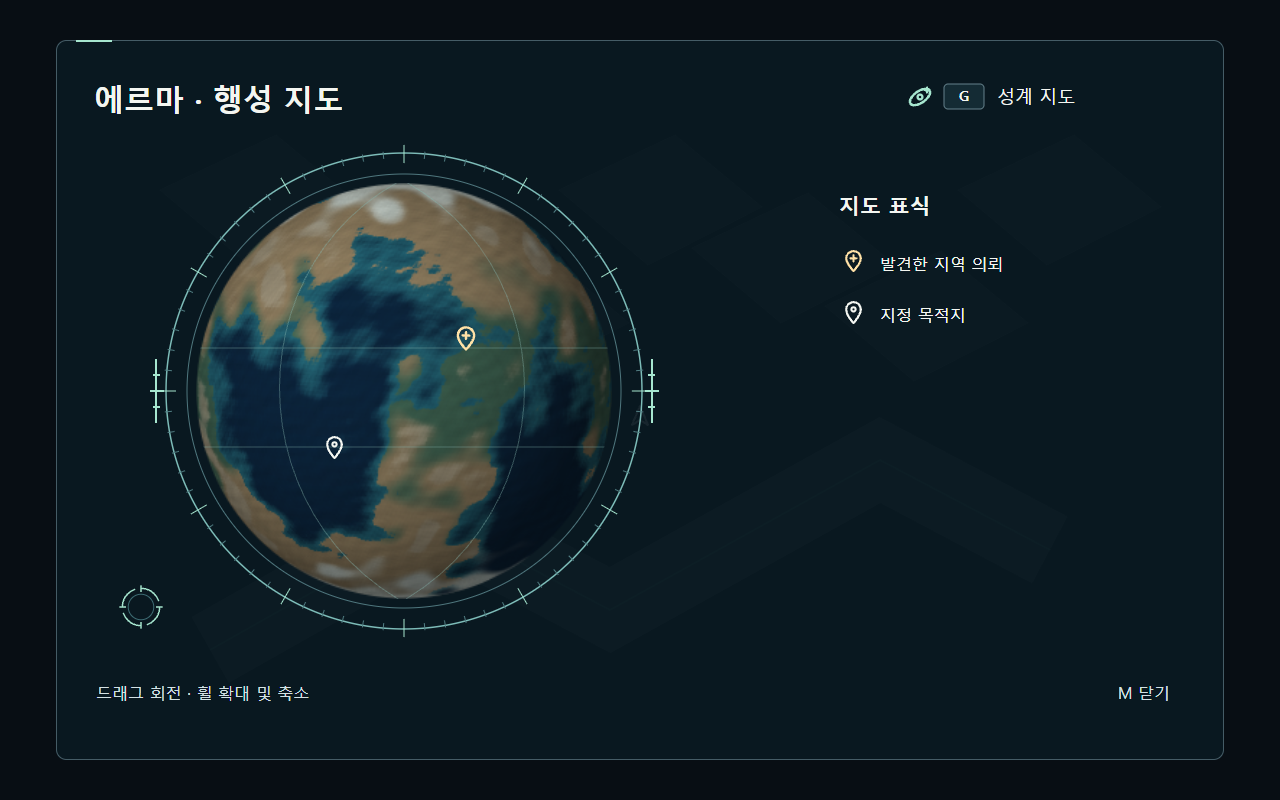 에르마 · 행성 지도
G 성계 지도
지도 표식
발견한 지역 의뢰
지정 목적지
드래그 회전 · 휠 확대 및 축소
M 닫기